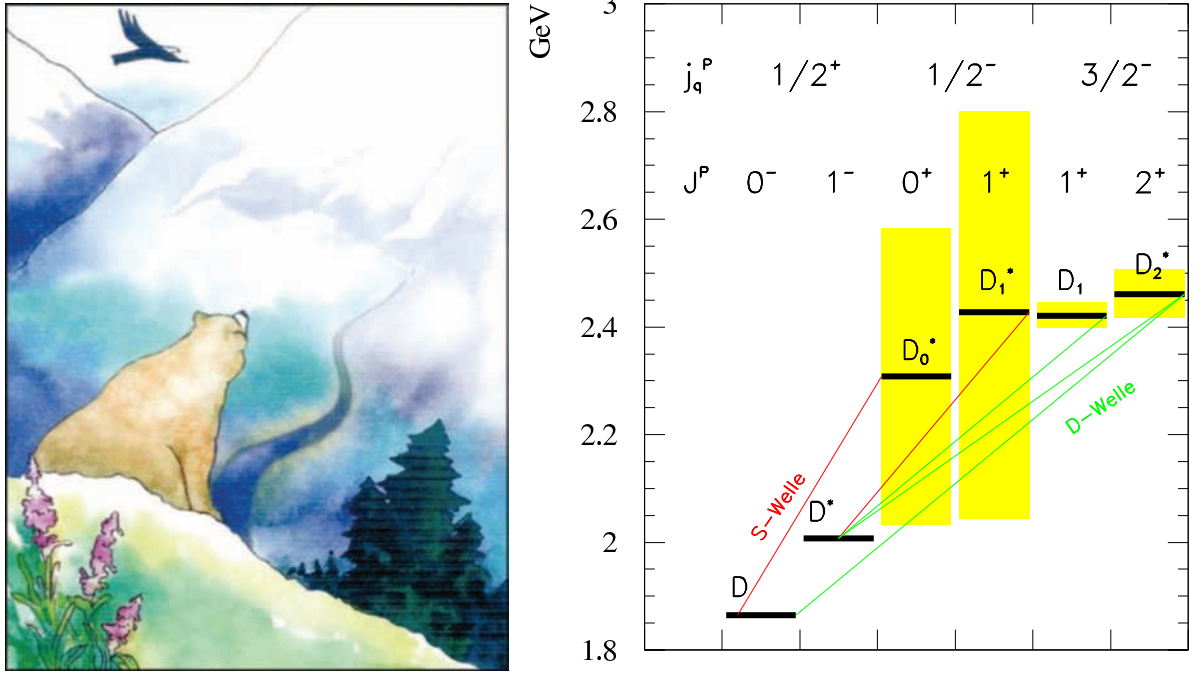 GeV
3
2.8
2.6
2.4
2.2
2
1.8
j_q^P 1/2⁺ 1/2⁻ 3/2⁻
J^P 0⁻ 1⁻ 0⁺ 1⁺ 1⁺ 2⁺
D₁* D₁ D₂*
D₀*
D*
D
S-Welle
D-Welle